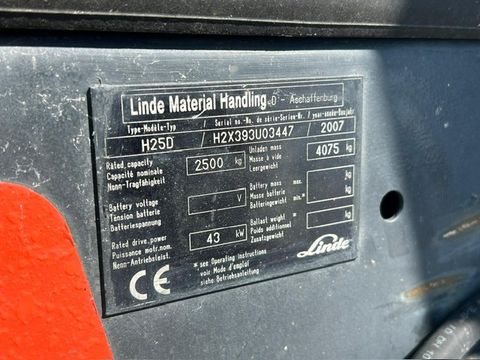 Linde Material Handling D - Aschaffenburg
Type-Modèle-Typ Serial no.-no.de série-Serien-Nr. / year-année-Baujahr
H25D H2X393U03447 2007
Rated capacity 2500 kg Unladen mass 4075 kg
Capacité nominale Masse à vide
Nenn-Tragfähigkeit Leergewicht
Battery voltage V Battery mass kg
Tension batterie Masse batterie
Batteriespannung Batteriegewicht kg
Rated drive power 43 kW Ballast weight * kg
Puissance motr.nom. Poids additionnel
Nenn-Antriebsleist. Zusatzgewicht
* see Operating Instructions
voir Mode d'emploi
siehe Betriebsanleitung
CE
Linde